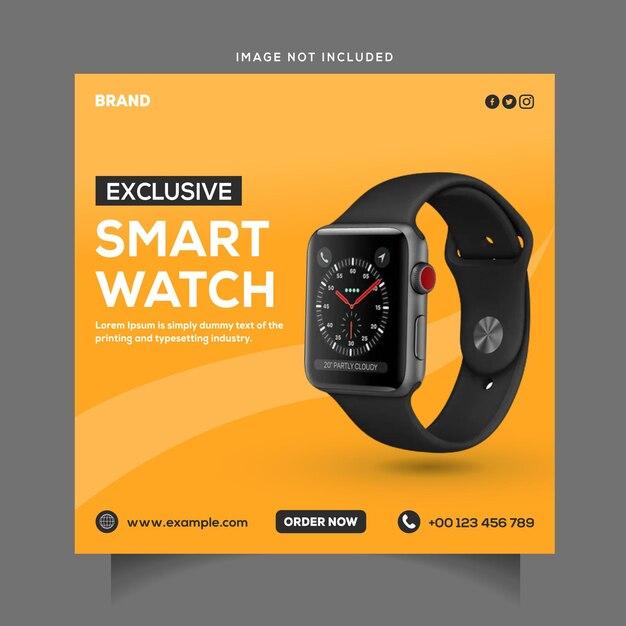 IMAGE NOT INCLUDED
BRAND
EXCLUSIVE
SMART
WATCH
Lorem Ipsum is simply dummy text of the
printing and typesetting industry.
20° PARTLY CLOUDY
www.example.com
ORDER NOW
+00 123 456 789